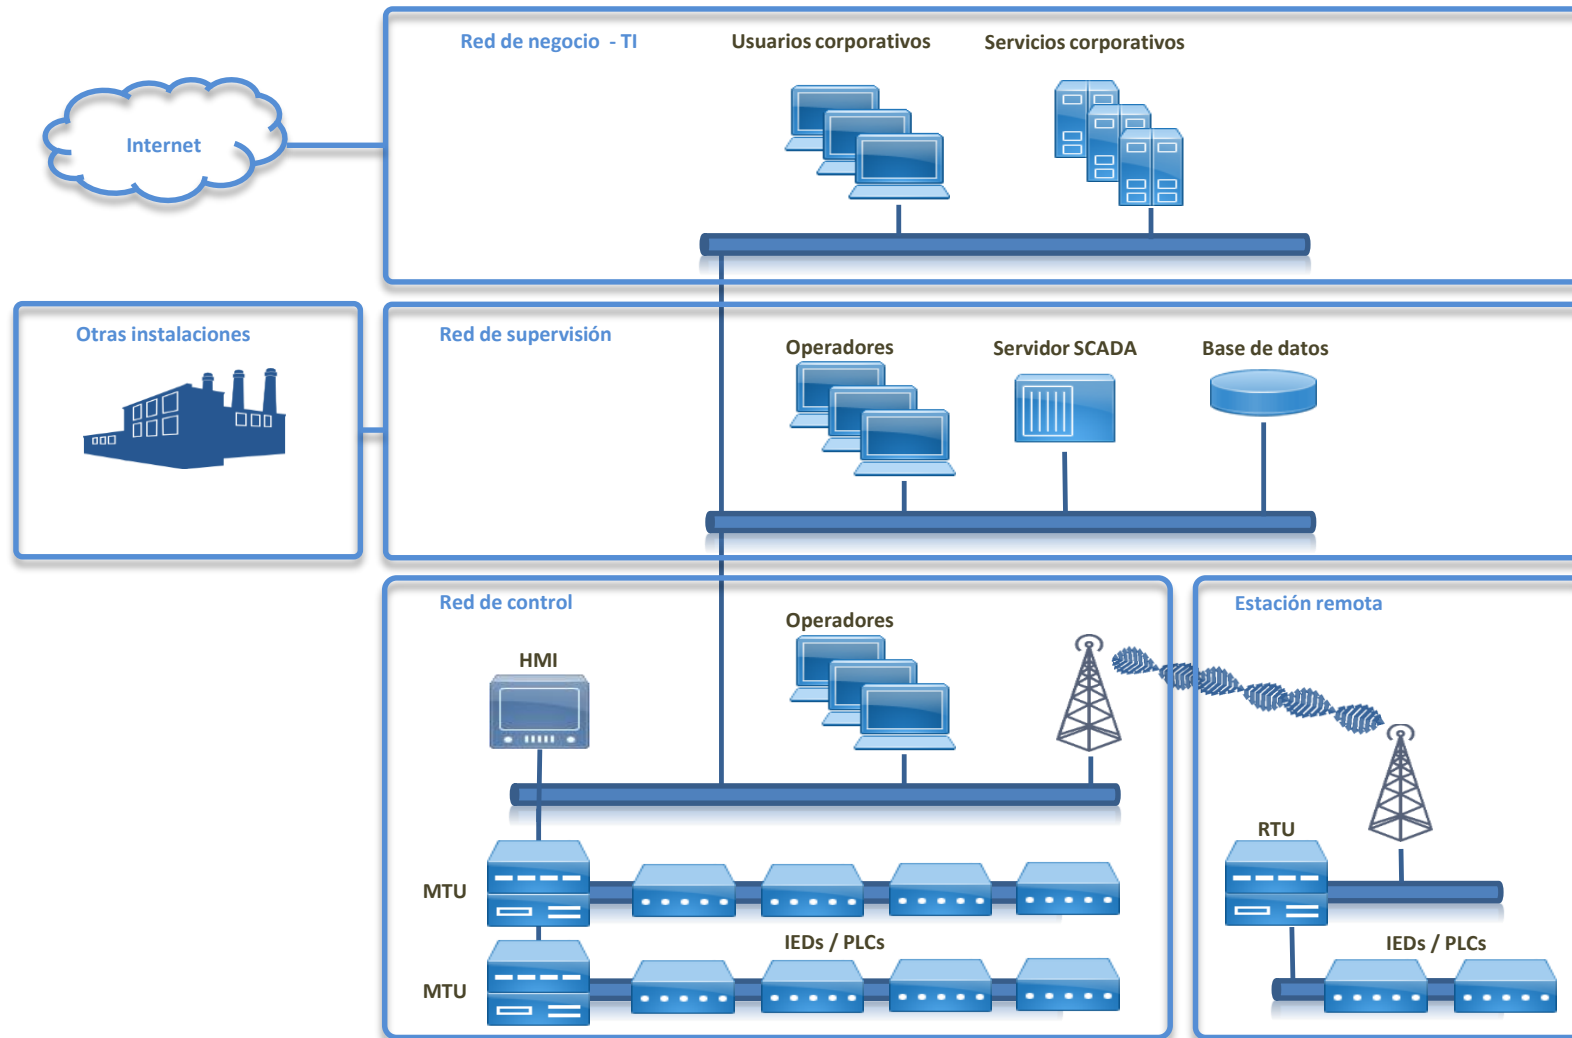 Red de negocio - TI
Usuarios corporativos
Servicios corporativos
Internet
Otras instalaciones
Red de supervisión
Operadores
Servidor SCADA
Base de datos
Red de control
Operadores
Estación remota
HMI
RTU
MTU
IEDs / PLCs
IEDs / PLCs
MTU